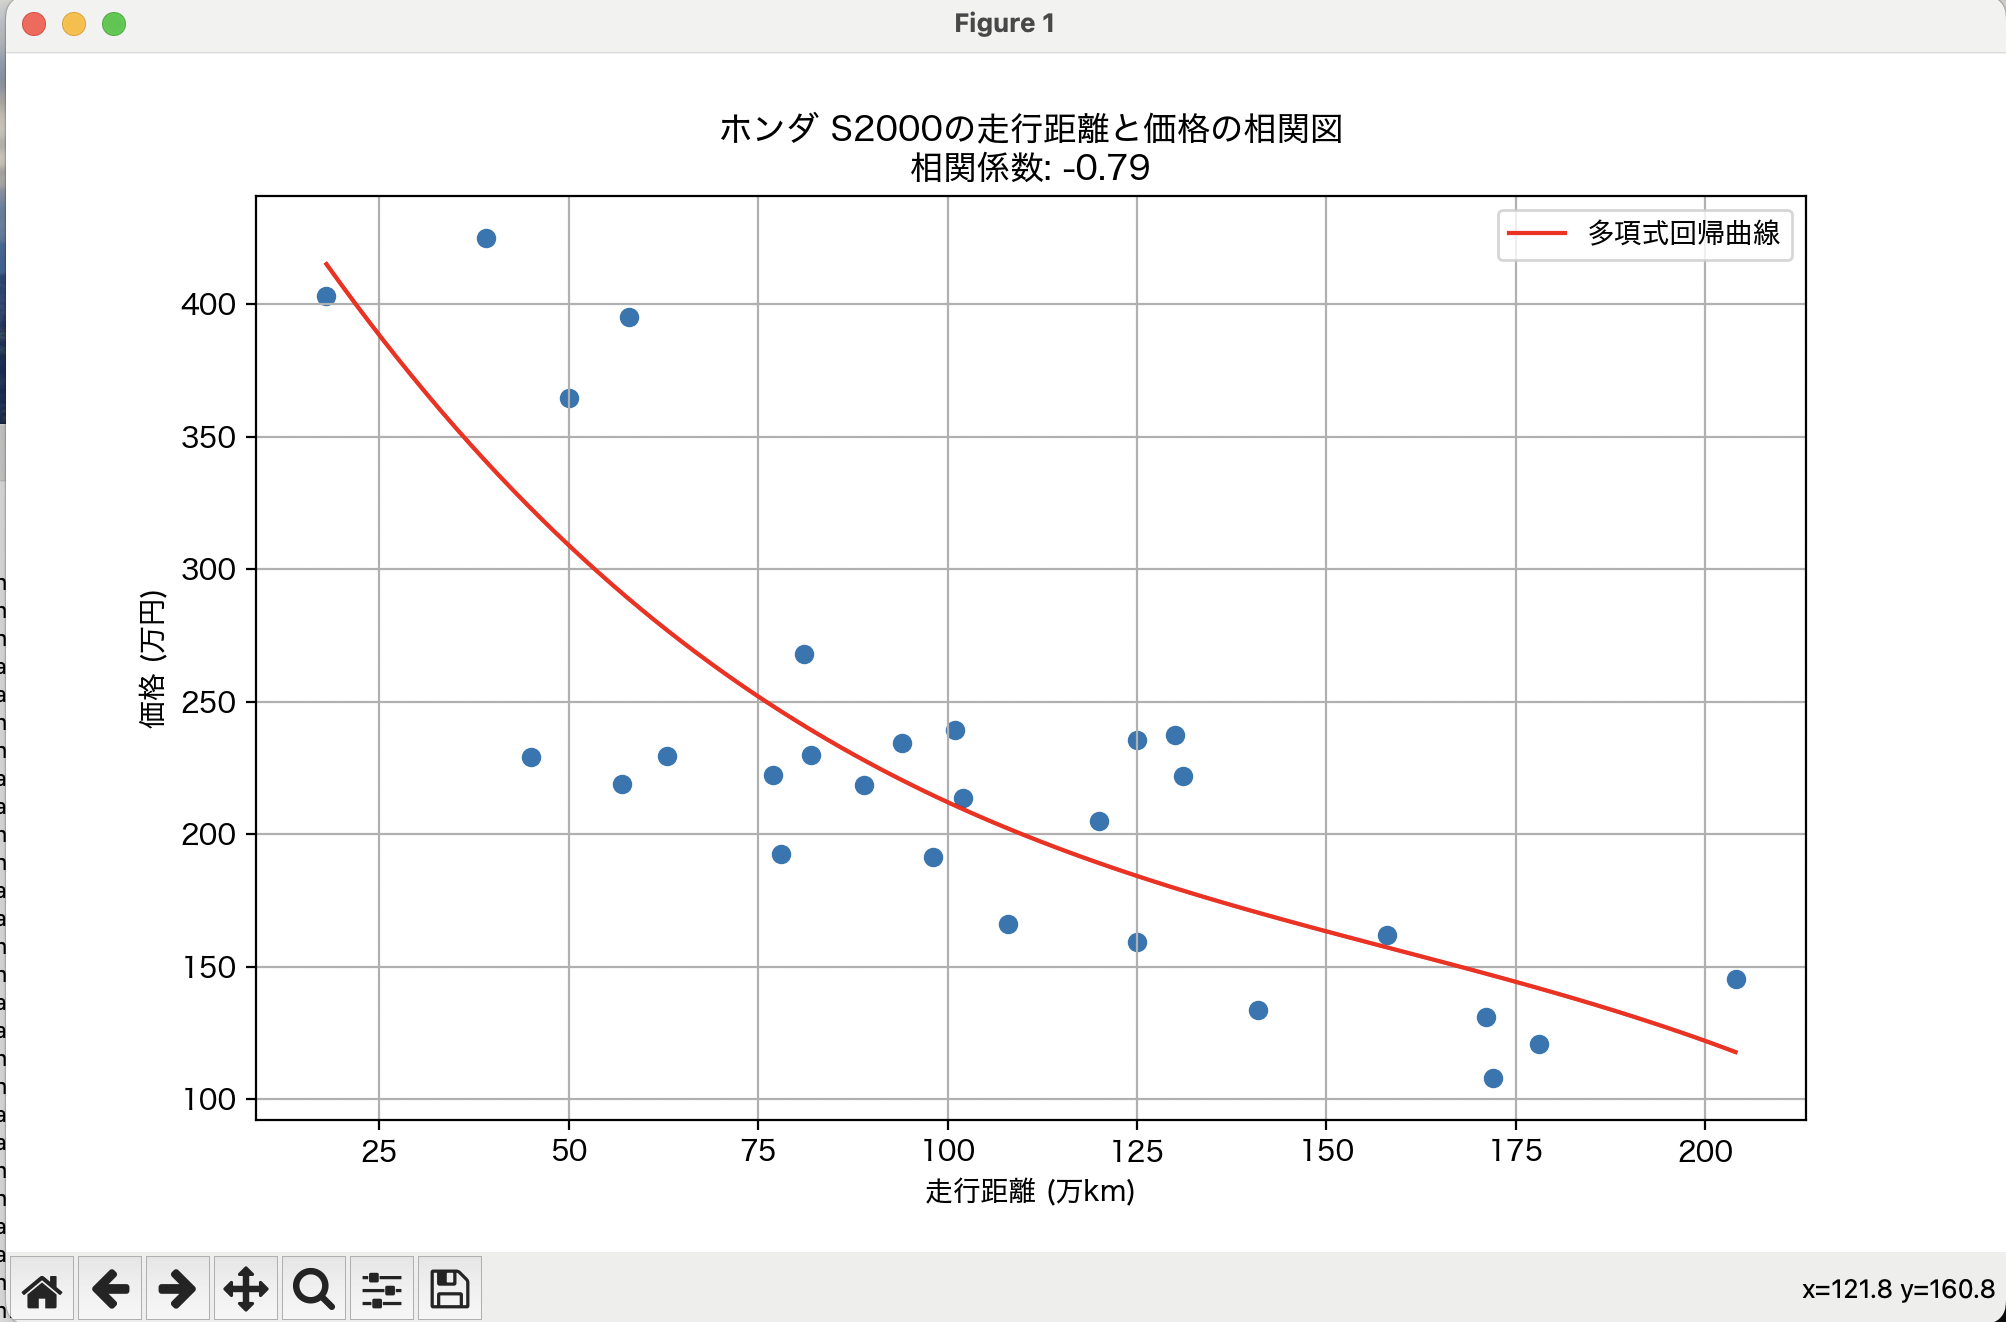 Figure 1
ホンダ S2000の走行距離と価格の相関図
相関係数: -0.79
多項式回帰曲線
400
350
300
250
200
150
100
価格 (万円)
25 50 75 100 125 150 175 200
走行距離 (万km)
x=121.8 y=160.8